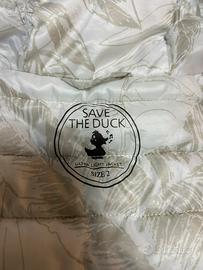 SAVE
THE DUCK
ULTRA LIGHT JACKET
SIZE 2